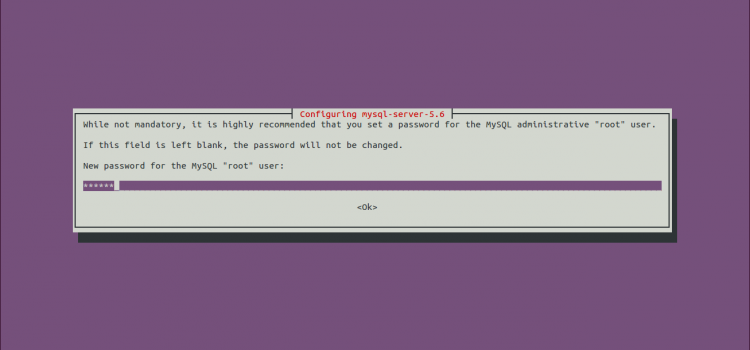 Configuring mysql-server-5.6
While not mandatory, it is highly recommended that you set a password for the MySQL administrative "root" user.
If this field is left blank, the password will not be changed.
New password for the MySQL "root" user:
******
<Ok>